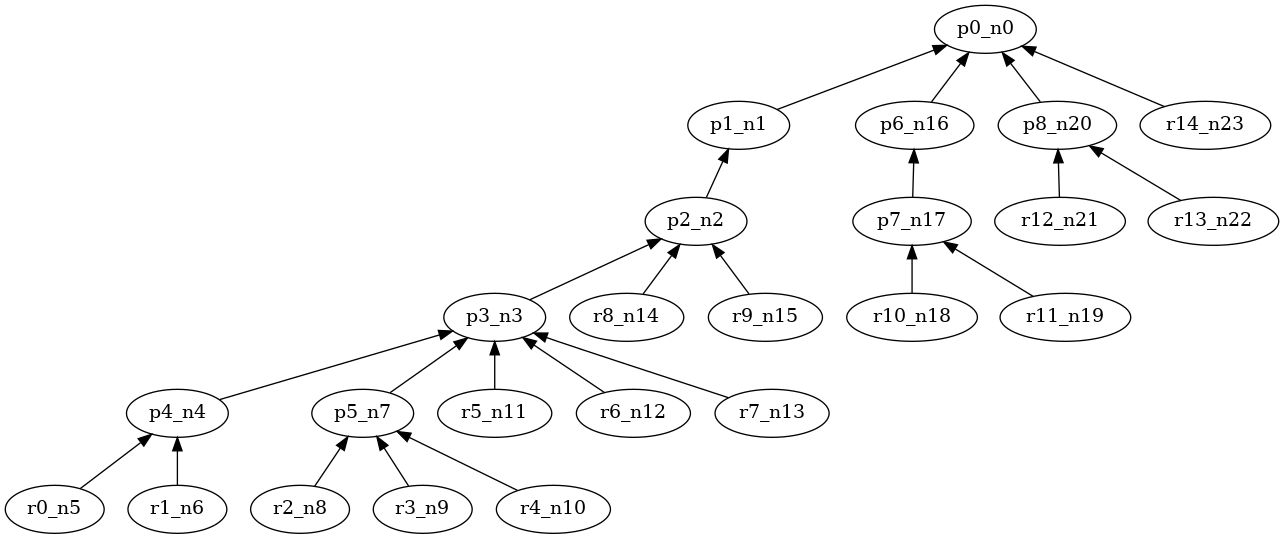 p0_n0
p1_n1
p6_n16
p8_n20
r14_n23
p2_n2
p7_n17
r12_n21
r13_n22
p3_n3
r8_n14
r9_n15
r10_n18
r11_n19
p4_n4
p5_n7
r5_n11
r6_n12
r7_n13
r0_n5
r1_n6
r2_n8
r3_n9
r4_n10